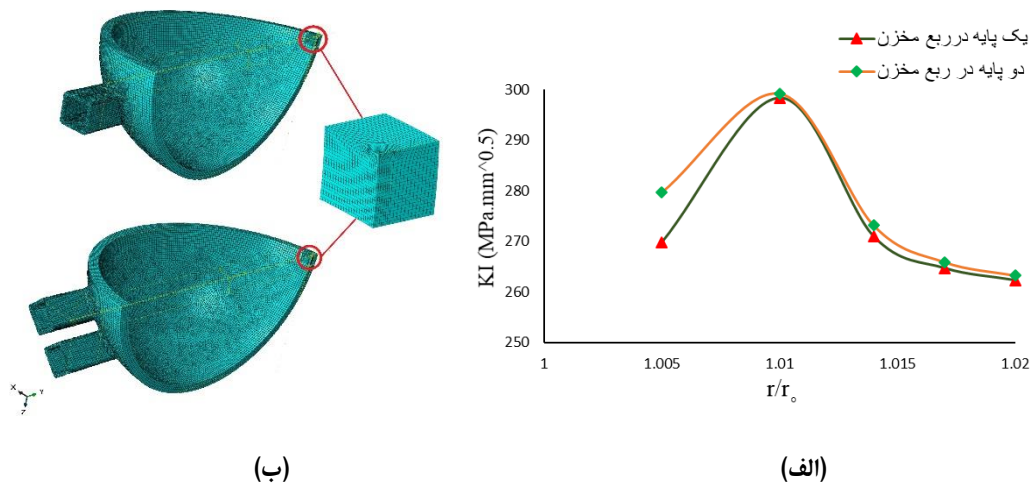 یک پایه درربع مخزن
دو پایه در ربع مخزن
KI (MPa.mm^0.5)
300
290
280
270
260
250
1 1.005 1.01 1.015 1.02
r/r。
X Y
Z
(الف)
(ب)